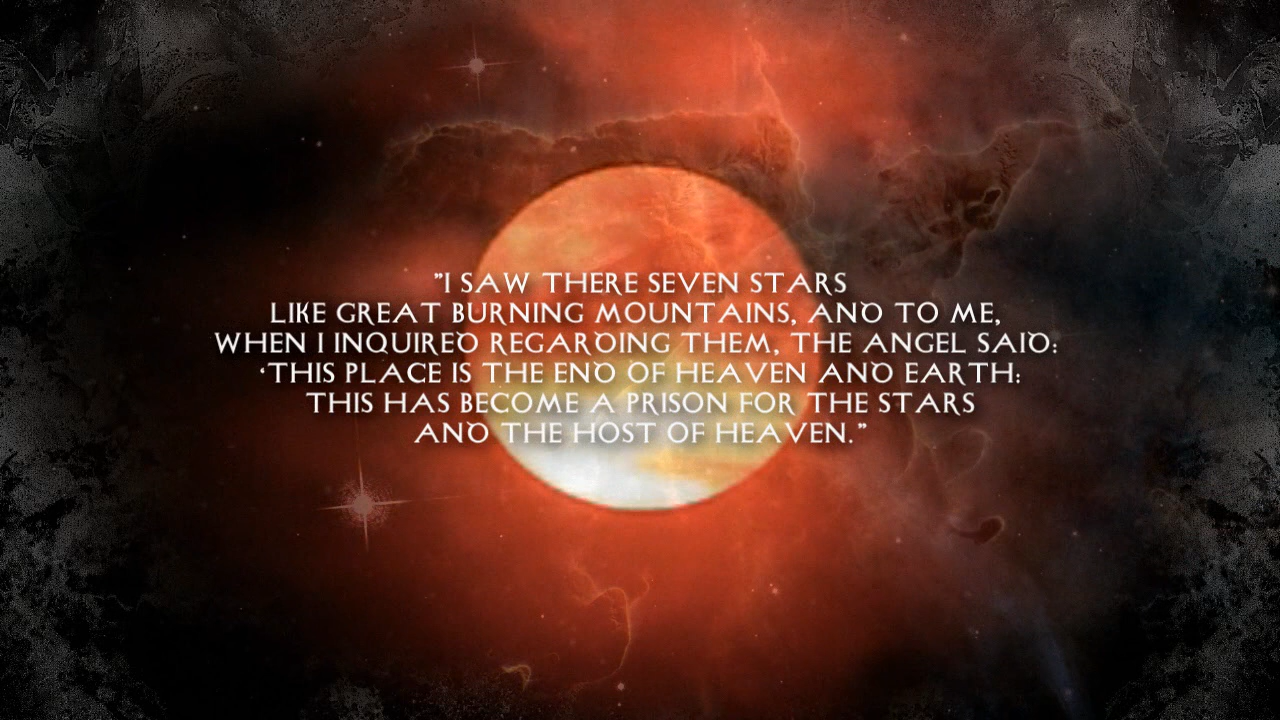 "I SAW THERE SEVEN STARS
LIKE GREAT BURNING MOUNTAINS, AND TO ME,
WHEN I INQUIRED REGARDING THEM, THE ANGEL SAID:
‘THIS PLACE IS THE END OF HEAVEN AND EARTH:
THIS HAS BECOME A PRISON FOR THE STARS
AND THE HOST OF HEAVEN."